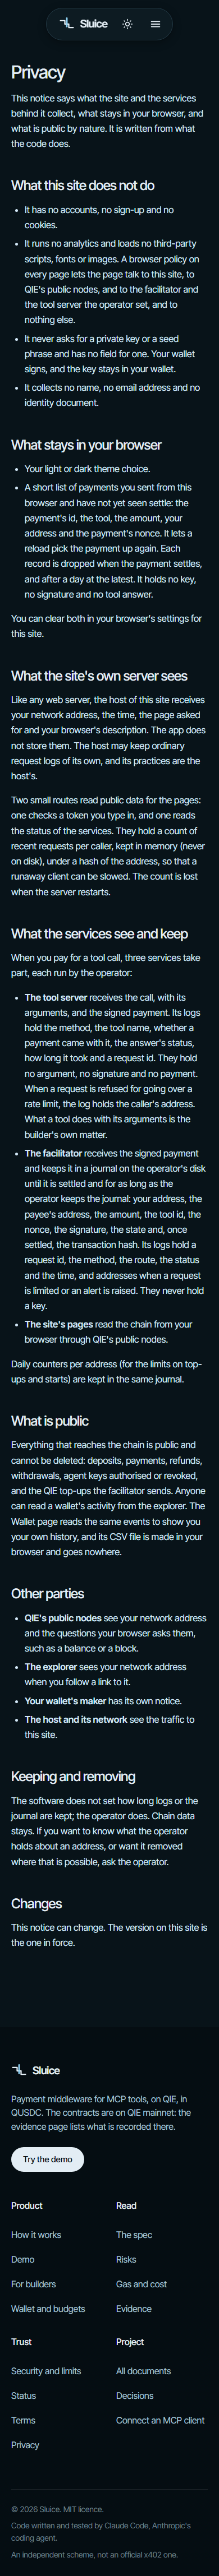 Sluice
Privacy
This notice says what the site and the services
behind it collect, what stays in your browser, and
what is public by nature. It is written from what
the code does.
What this site does not do
• It has no accounts, no sign-up and no
cookies.
• It runs no analytics and loads no third-party
scripts, fonts or images. A browser policy on
every page lets the page talk to this site, to
QIE's public nodes, and to the facilitator and
the tool server the operator set, and to
nothing else.
• It never asks for a private key or a seed
phrase and has no field for one. Your wallet
signs, and the key stays in your wallet.
• It collects no name, no email address and no
identity document.
What stays in your browser
• Your light or dark theme choice.
• A short list of payments you sent from this
browser and have not yet seen settle: the
payment's id, the tool, the amount, your
address and the payment's nonce. It lets a
reload pick the payment up again. Each
record is dropped when the payment settles,
and after a day at the latest. It holds no key,
no signature and no tool answer.
You can clear both in your browser's settings for
this site.
What the site's own server sees
Like any web server, the host of this site receives
your network address, the time, the page asked
for and your browser's description. The app does
not store them. The host may keep ordinary
request logs of its own, and its practices are the
host's.
Two small routes read public data for the pages:
one checks a token you type in, and one reads
the status of the services. They hold a count of
recent requests per caller, kept in memory (never
on disk), under a hash of the address, so that a
runaway client can be slowed. The count is lost
when the server restarts.
What the services see and keep
When you pay for a tool call, three services take
part, each run by the operator:
• The tool server receives the call, with its
arguments, and the signed payment. Its logs
hold the method, the tool name, whether a
payment came with it, the answer's status,
how long it took and a request id. They hold
no argument, no signature and no payment.
When a request is refused for going over a
rate limit, the log holds the caller's address.
What a tool does with its arguments is the
builder's own matter.
• The facilitator receives the signed payment
and keeps it in a journal on the operator's disk
until it is settled and for as long as the
operator keeps the journal: your address, the
payee's address, the amount, the tool id, the
nonce, the signature, the state and, once
settled, the transaction hash. Its logs hold a
request id, the method, the route, the status
and the time, and addresses when a request
is limited or an alert is raised. They never hold
a key.
• The site's pages read the chain from your
browser through QIE's public nodes.
Daily counters per address (for the limits on top-
ups and starts) are kept in the same journal.
What is public
Everything that reaches the chain is public and
cannot be deleted: deposits, payments, refunds,
withdrawals, agent keys authorised or revoked,
and the QIE top-ups the facilitator sends. Anyone
can read a wallet's activity from the explorer. The
Wallet page reads the same events to show you
your own history, and its CSV file is made in your
browser and goes nowhere.
Other parties
• QIE's public nodes see your network address
and the questions your browser asks them,
such as a balance or a block.
• The explorer sees your network address
when you follow a link to it.
• Your wallet's maker has its own notice.
• The host and its network see the traffic to
this site.
Keeping and removing
The software does not set how long logs or the
journal are kept; the operator does. Chain data
stays. If you want to know what the operator
holds about an address, or want it removed
where that is possible, ask the operator.
Changes
This notice can change. The version on this site is
the one in force.
Sluice
Payment middleware for MCP tools, on QIE, in
QUSDC. The contracts are on QIE mainnet: the
evidence page lists what is recorded there.
Try the demo
Product
How it works
Demo
For builders
Wallet and budgets
Read
The spec
Risks
Gas and cost
Evidence
Trust
Security and limits
Status
Terms
Privacy
Project
All documents
Decisions
Connect an MCP client
© 2026 Sluice. MIT licence.
Code written and tested by Claude Code, Anthropic's
coding agent.
An independent scheme, not an official x402 one.